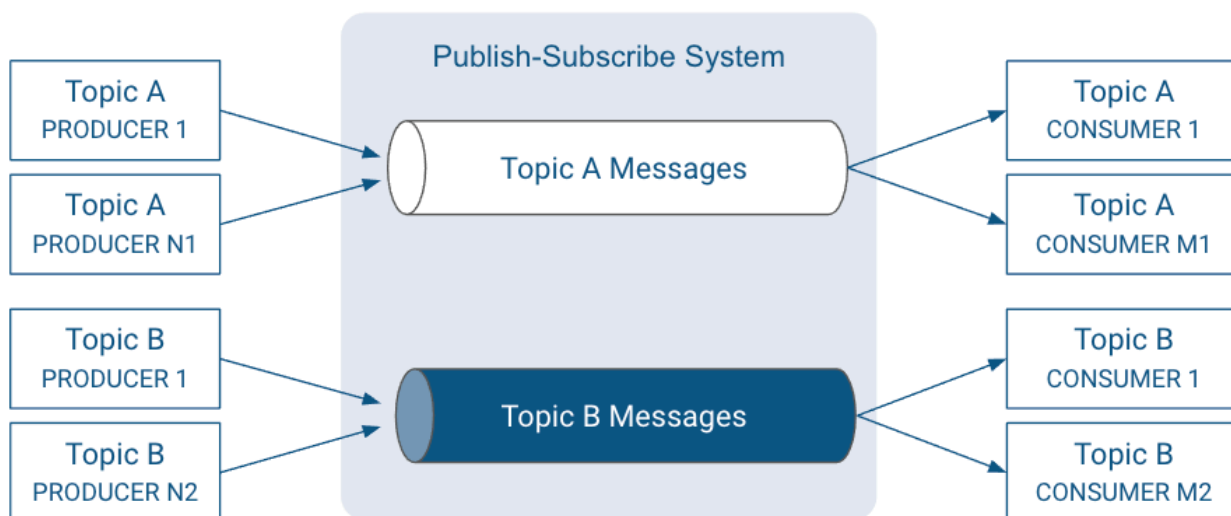 Publish-Subscribe System
Topic A
PRODUCER 1
Topic A
PRODUCER N1
Topic A Messages
Topic A
CONSUMER 1
Topic A
CONSUMER M1
Topic B
PRODUCER 1
Topic B
PRODUCER N2
Topic B Messages
Topic B
CONSUMER 1
Topic B
CONSUMER M2